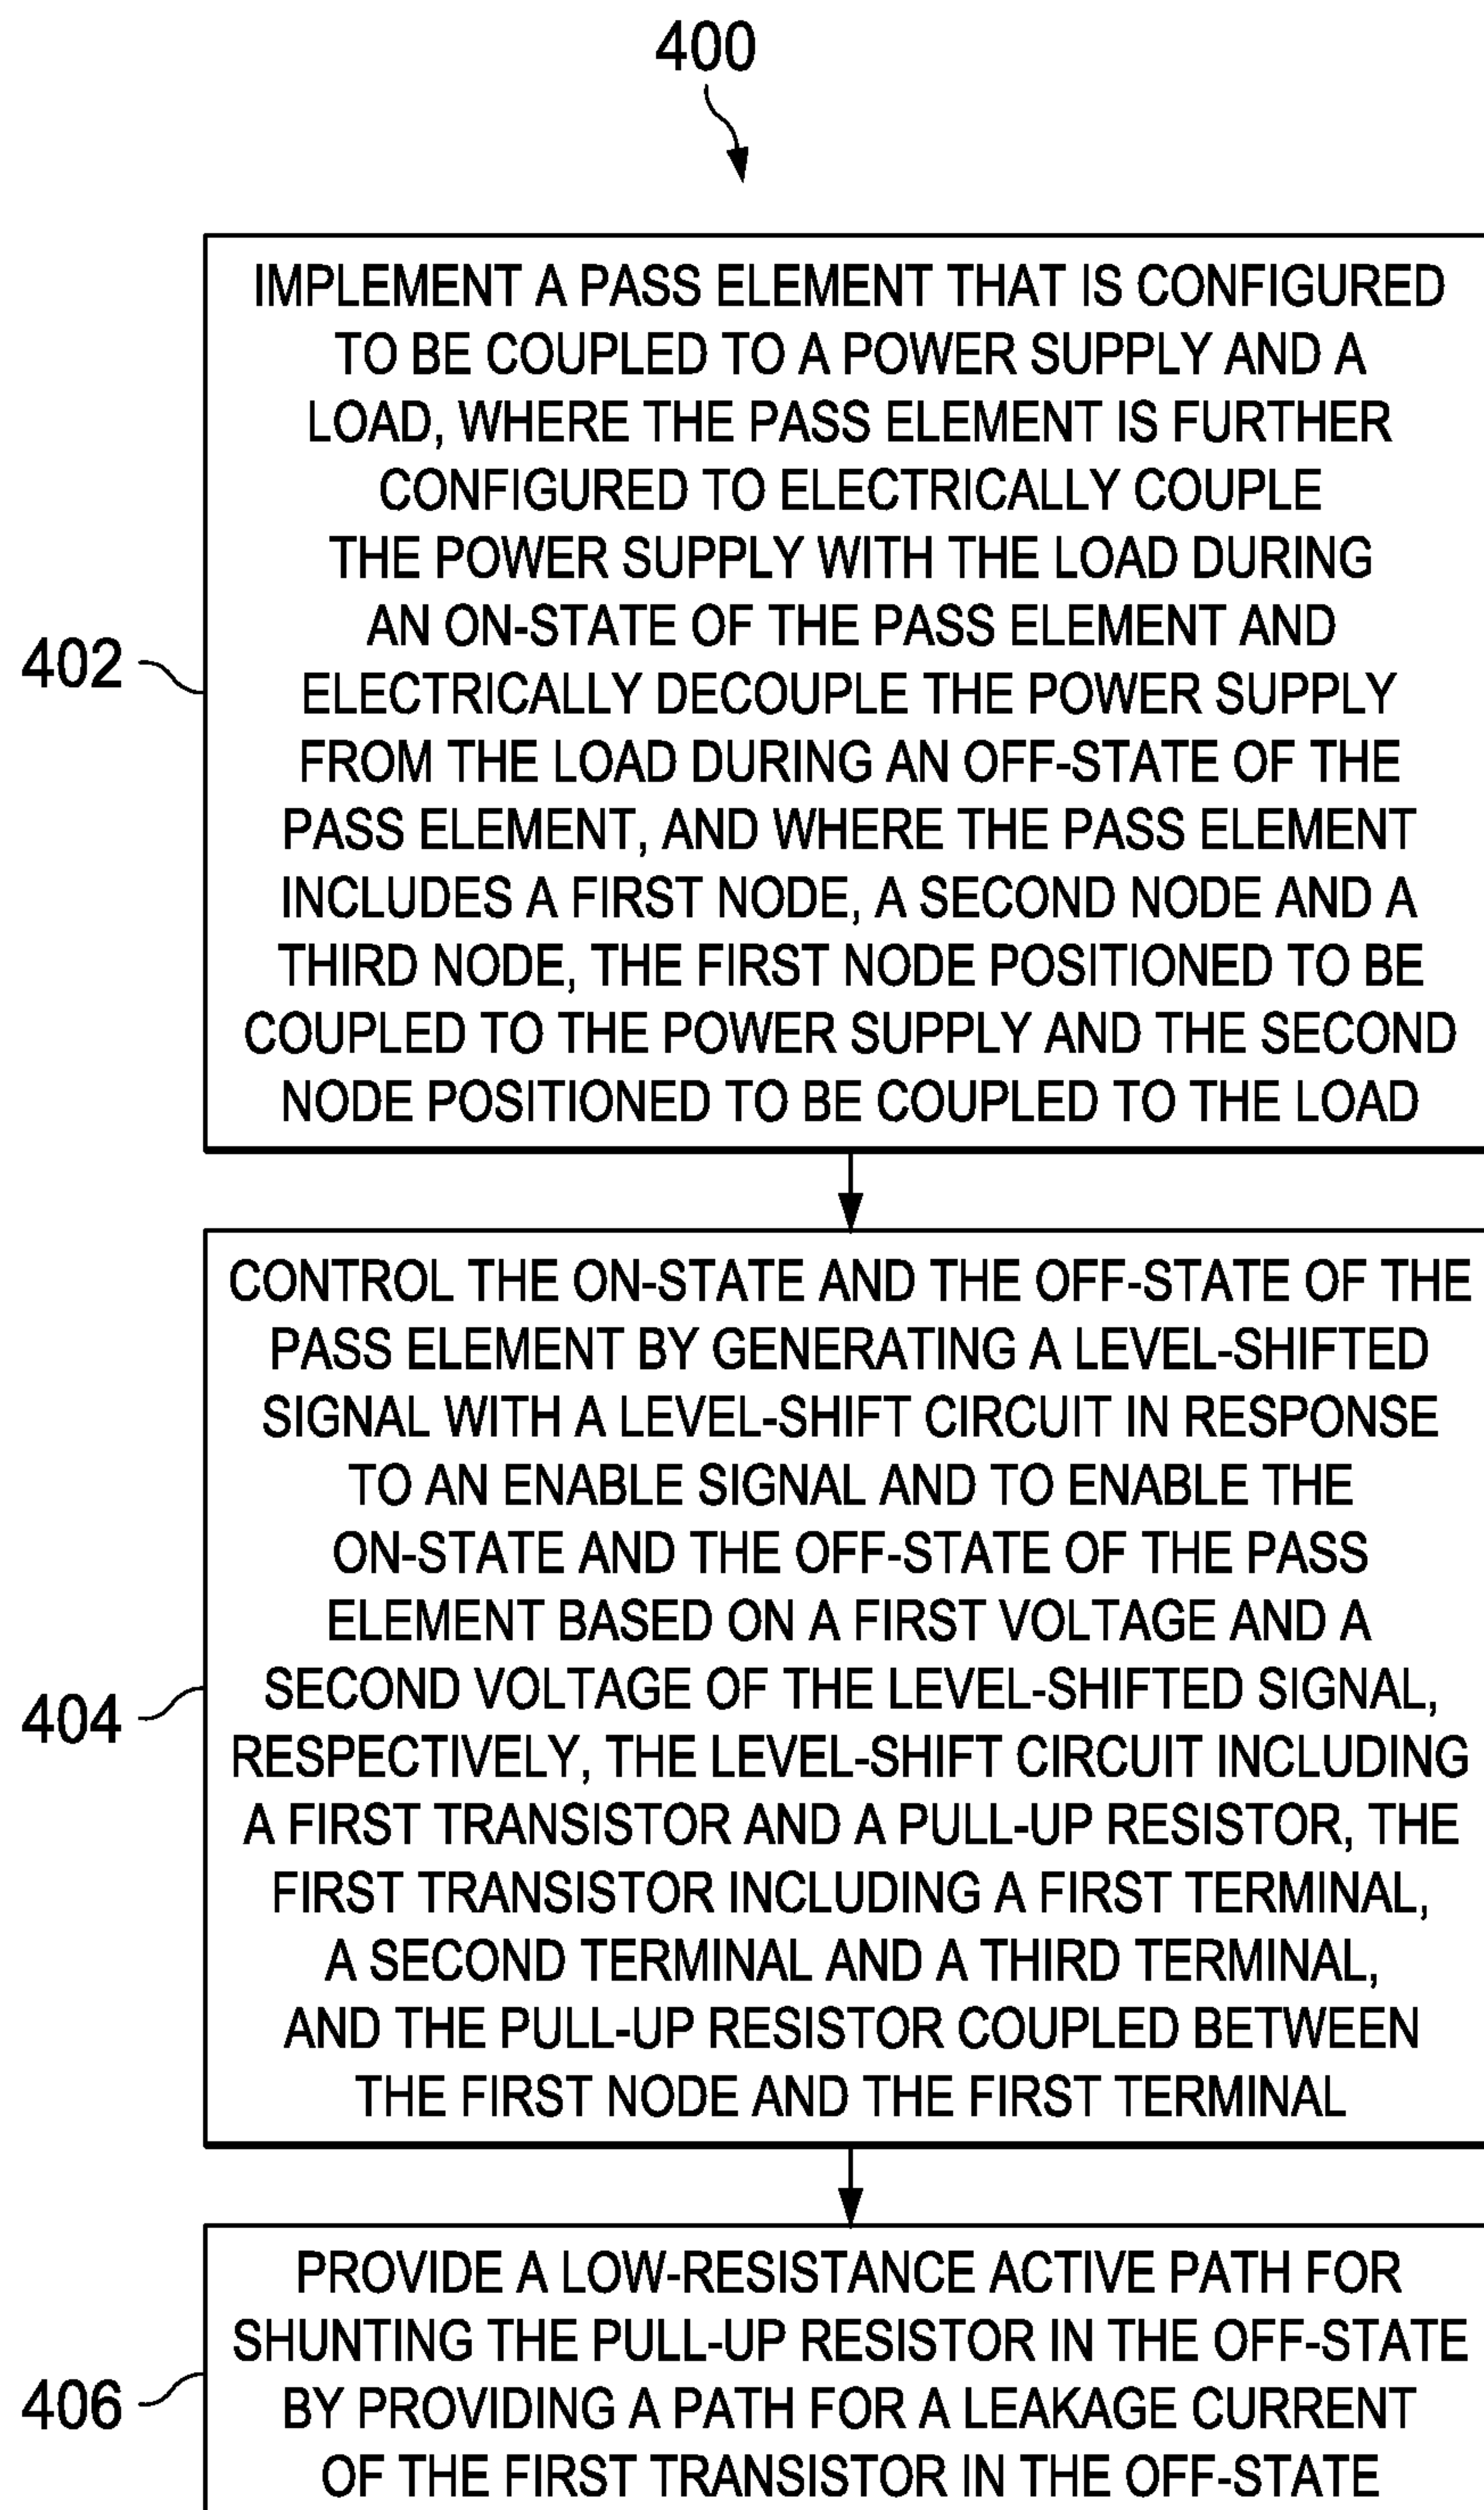 400
IMPLEMENT A PASS ELEMENT THAT IS CONFIGURED
TO BE COUPLED TO A POWER SUPPLY AND A
LOAD, WHERE THE PASS ELEMENT IS FURTHER
CONFIGURED TO ELECTRICALLY COUPLE
THE POWER SUPPLY WITH THE LOAD DURING
AN ON-STATE OF THE PASS ELEMENT AND
402
ELECTRICALLY DECOUPLE THE POWER SUPPLY
FROM THE LOAD DURING AN OFF-STATE OF THE
PASS ELEMENT, AND WHERE THE PASS ELEMENT
INCLUDES A FIRST NODE, A SECOND NODE AND A
THIRD NODE, THE FIRST NODE POSITIONED TO BE
COUPLED TO THE POWER SUPPLY AND THE SECOND
NODE POSITIONED TO BE COUPLED TO THE LOAD
CONTROL THE ON-STATE AND THE OFF-STATE OF THE
PASS ELEMENT BY GENERATING A LEVEL-SHIFTED
SIGNAL WITH A LEVEL-SHIFT CIRCUIT IN RESPONSE
TO AN ENABLE SIGNAL AND TO ENABLE THE
ON-STATE AND THE OFF-STATE OF THE PASS
ELEMENT BASED ON A FIRST VOLTAGE AND A
SECOND VOLTAGE OF THE LEVEL-SHIFTED SIGNAL,
404
RESPECTIVELY, THE LEVEL-SHIFT CIRCUIT INCLUDING
A FIRST TRANSISTOR AND A PULL-UP RESISTOR, THE
FIRST TRANSISTOR INCLUDING A FIRST TERMINAL,
A SECOND TERMINAL AND A THIRD TERMINAL,
AND THE PULL-UP RESISTOR COUPLED BETWEEN
THE FIRST NODE AND THE FIRST TERMINAL
PROVIDE A LOW-RESISTANCE ACTIVE PATH FOR
SHUNTING THE PULL-UP RESISTOR IN THE OFF-STATE
406
BY PROVIDING A PATH FOR A LEAKAGE CURRENT
OF THE FIRST TRANSISTOR IN THE OFF-STATE